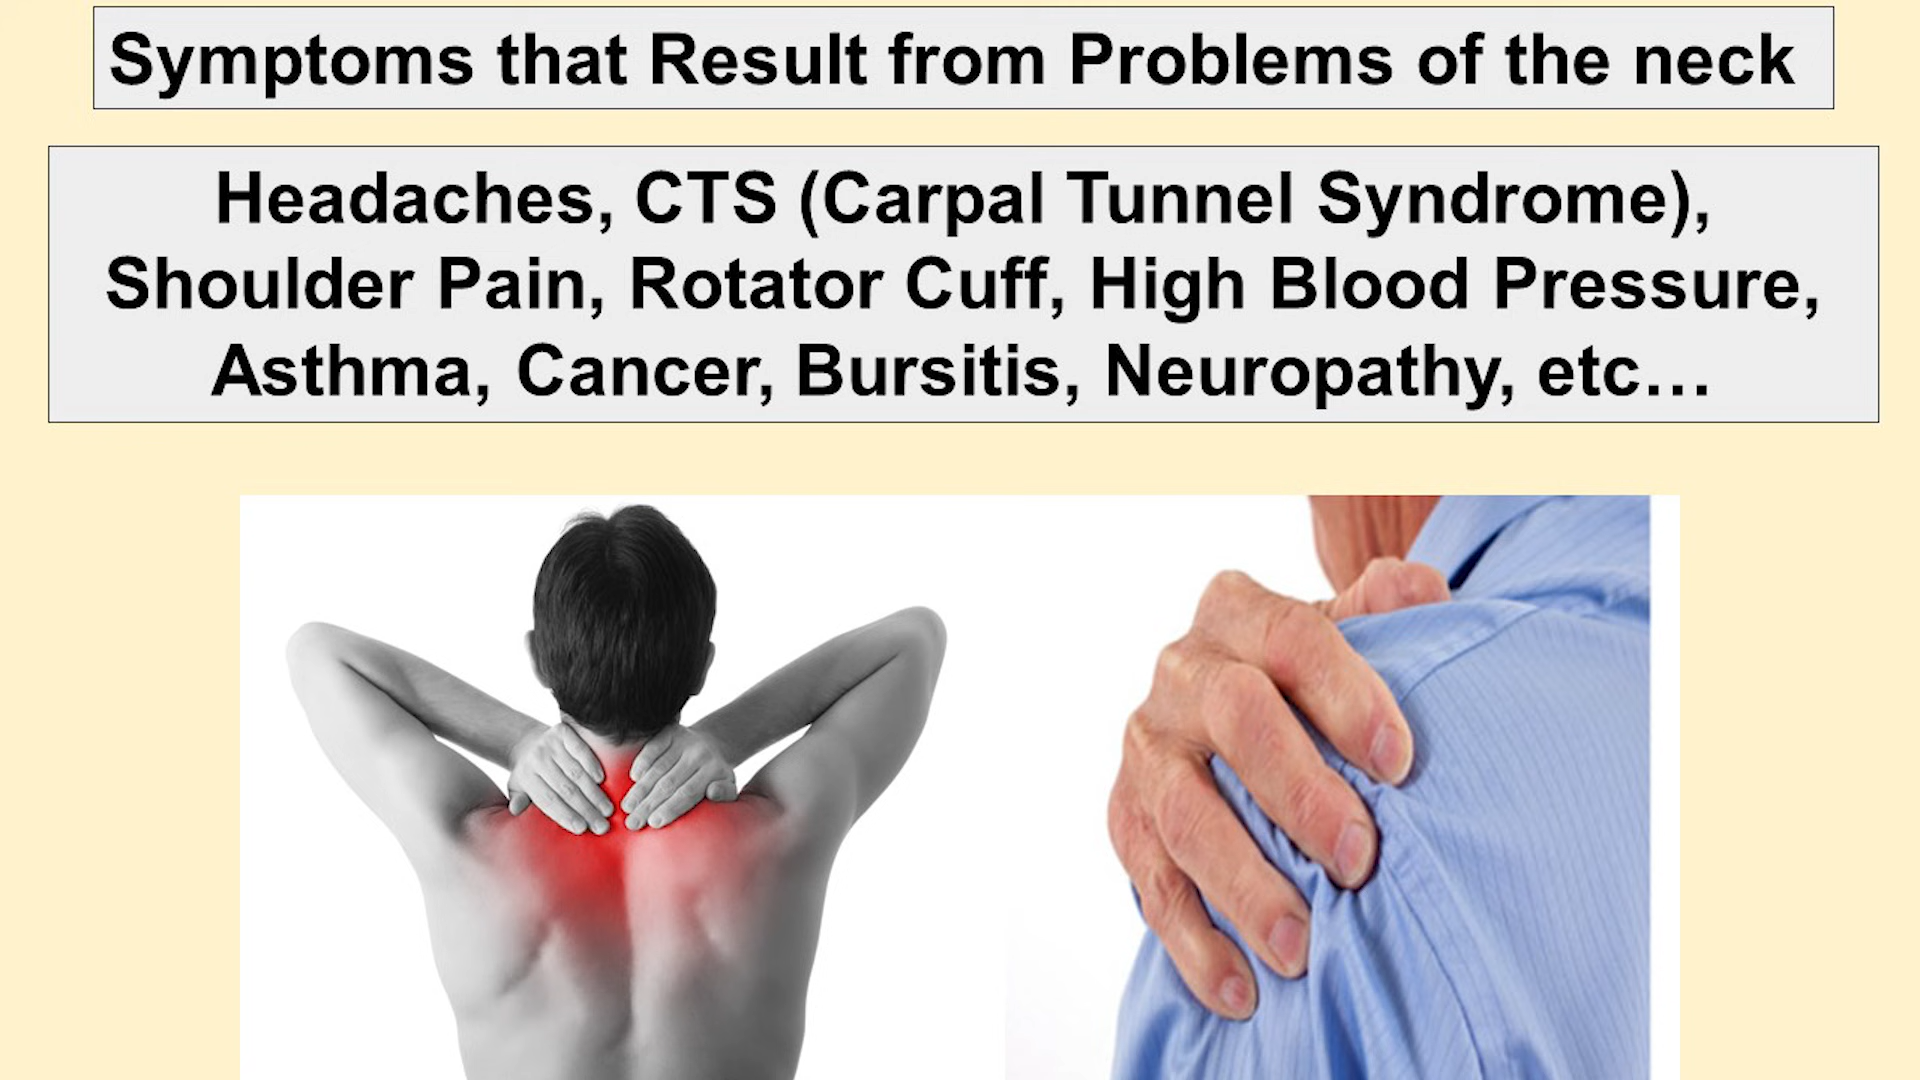 Symptoms that Result from Problems of the neck
Headaches, CTS (Carpal Tunnel Syndrome),
Shoulder Pain, Rotator Cuff, High Blood Pressure,
Asthma, Cancer, Bursitis, Neuropathy, etc…